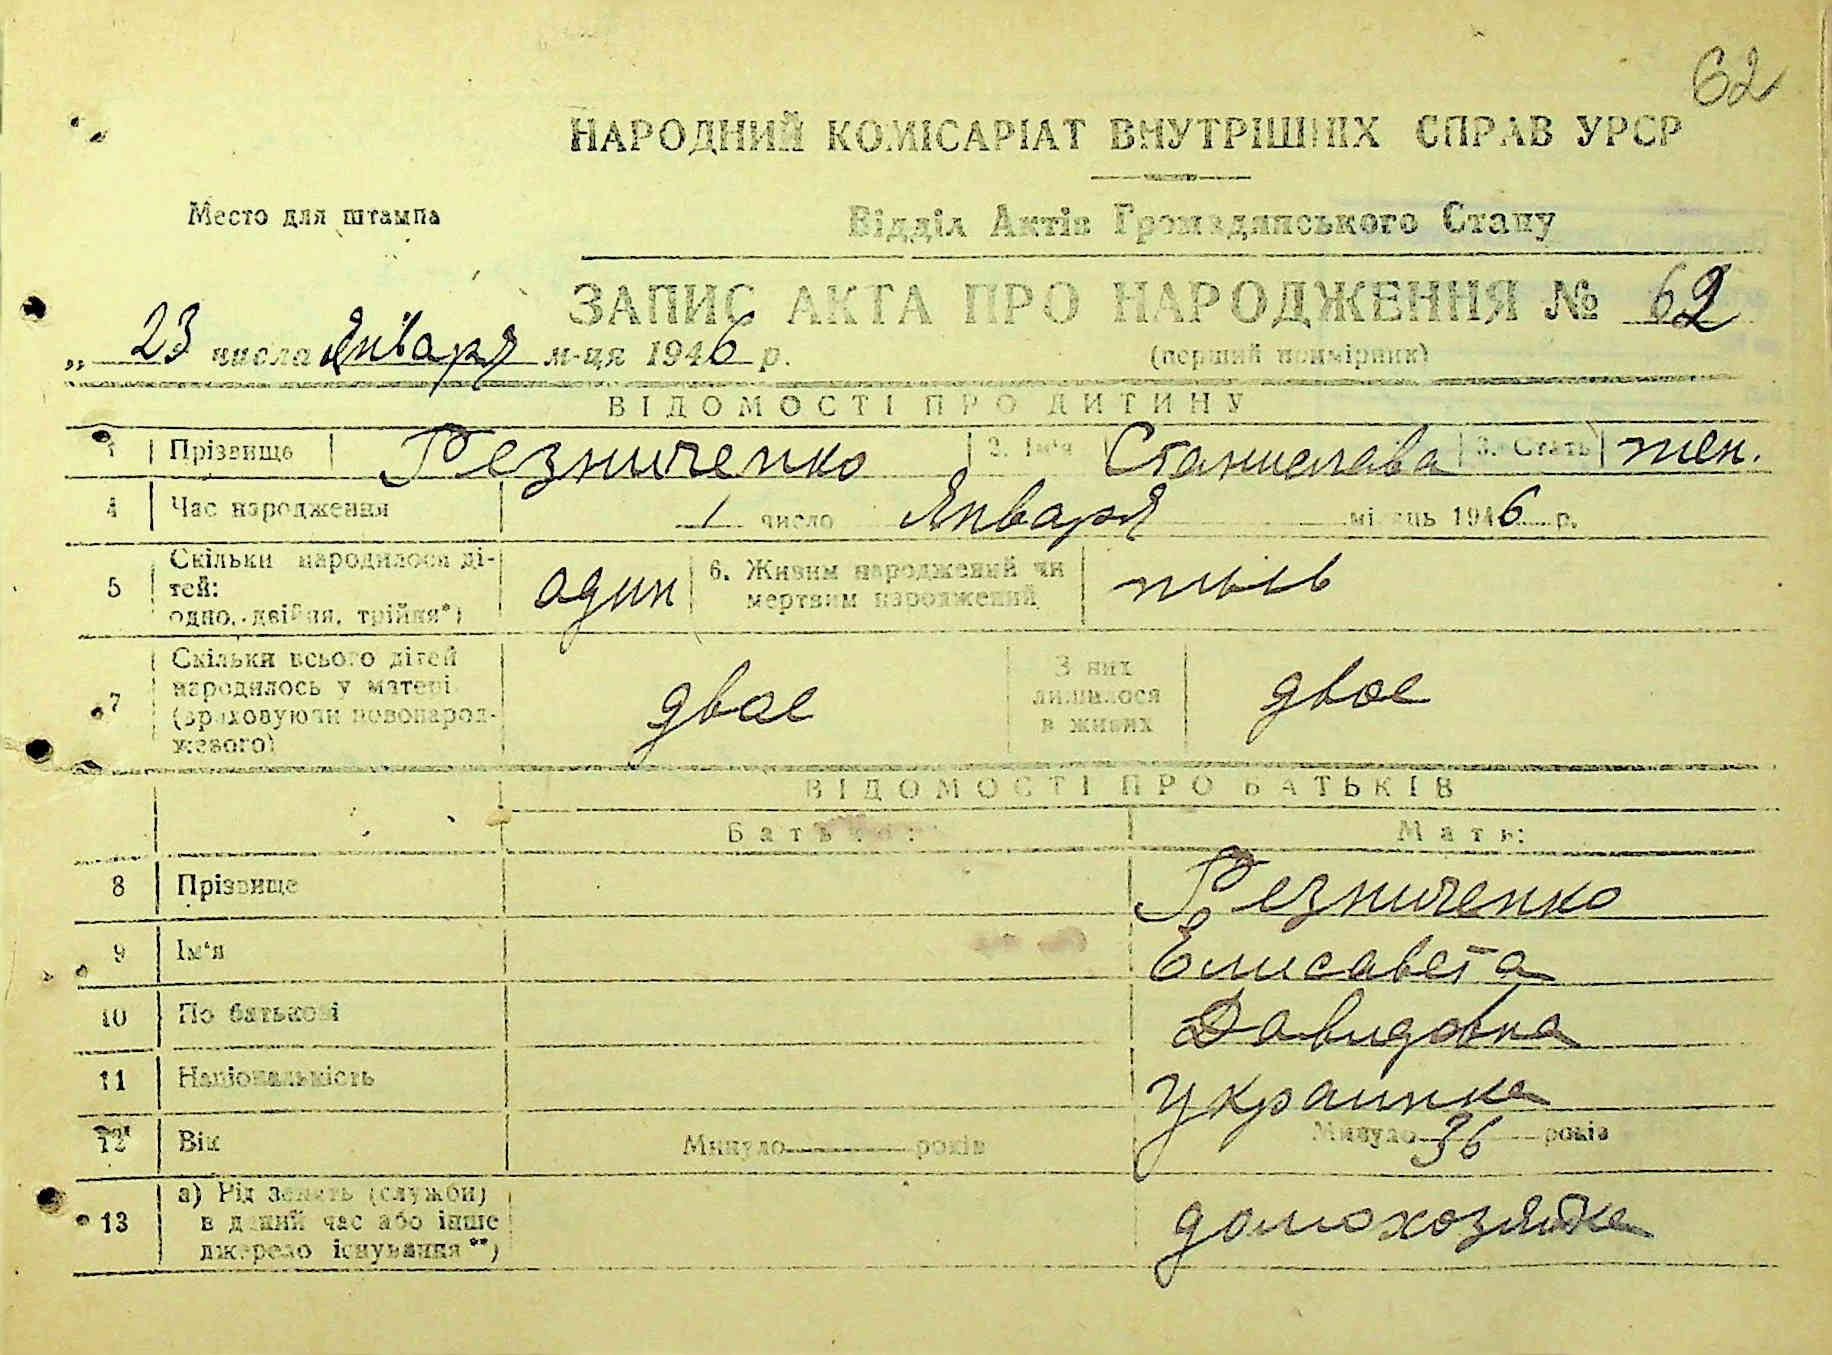 62
НАРОДНИЙ КОМІСАРІАТ ВНУТРІШНІХ СПРАВ УРСР
Место для штампа
Відділ Актів Громадянського Стану
ЗАПИС АКТА ПРО НАРОДЖЕННЯ № 62
„ 23 числа Января м-ця 1946 р.
(перший примірник)
ВІДОМОСТІ ПРО ДИТИНУ
1 Прізвище Резниченко 2. Ім'я Станислава 3. Стать жен.
4 Час народження 1 число Января місяць 1946 р.
5 Скільки народилося ді-
тей:
одно, двійня, трійня*)
один
6. Живим народжений чи
мертвим народжений
7 Скільки всього дітей
народилось у матері
(враховуючи новонарод-
женого)
двое
З них
лишилося
в живих
двое
ВІДОМОСТІ ПРО БАТЬКІВ
Батько: Мать:
8 Прізвище Резниченко
9 Ім'я Елисавета
10 По батькові Давидовна
11 Національність Украинка
12 Вік Минуло років Минуло 36 років
13 а) Рід занять (служби)
в даний час або інше
джерело існування**)
домохозяйка